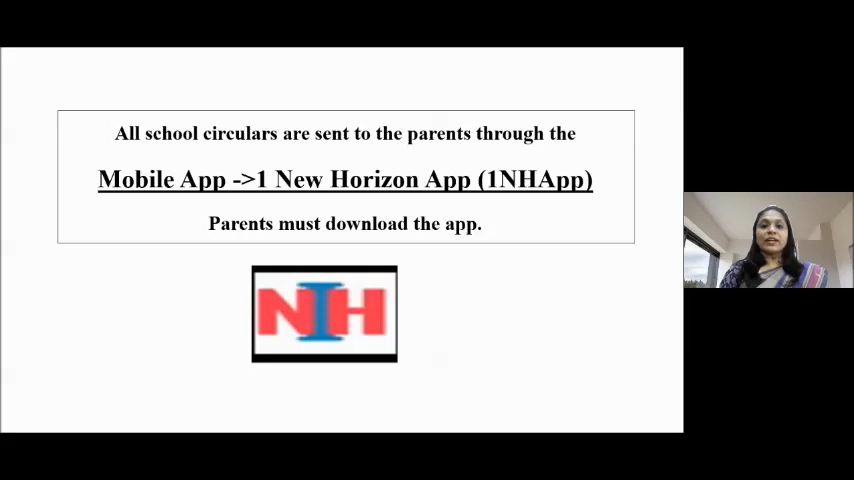 All school circulars are sent to the parents through the
Mobile App ->1 New Horizon App (1NHApp)
Parents must download the app.
N1H